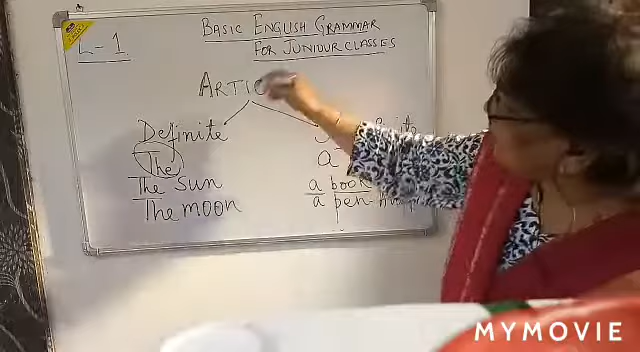 L-1
BASIC ENGLISH GRAMMAR
FOR JUNIOUR CLASSES
ARTIC
Definite
The
The Sun
The moon
a
a book
a pen
MYMOVIE